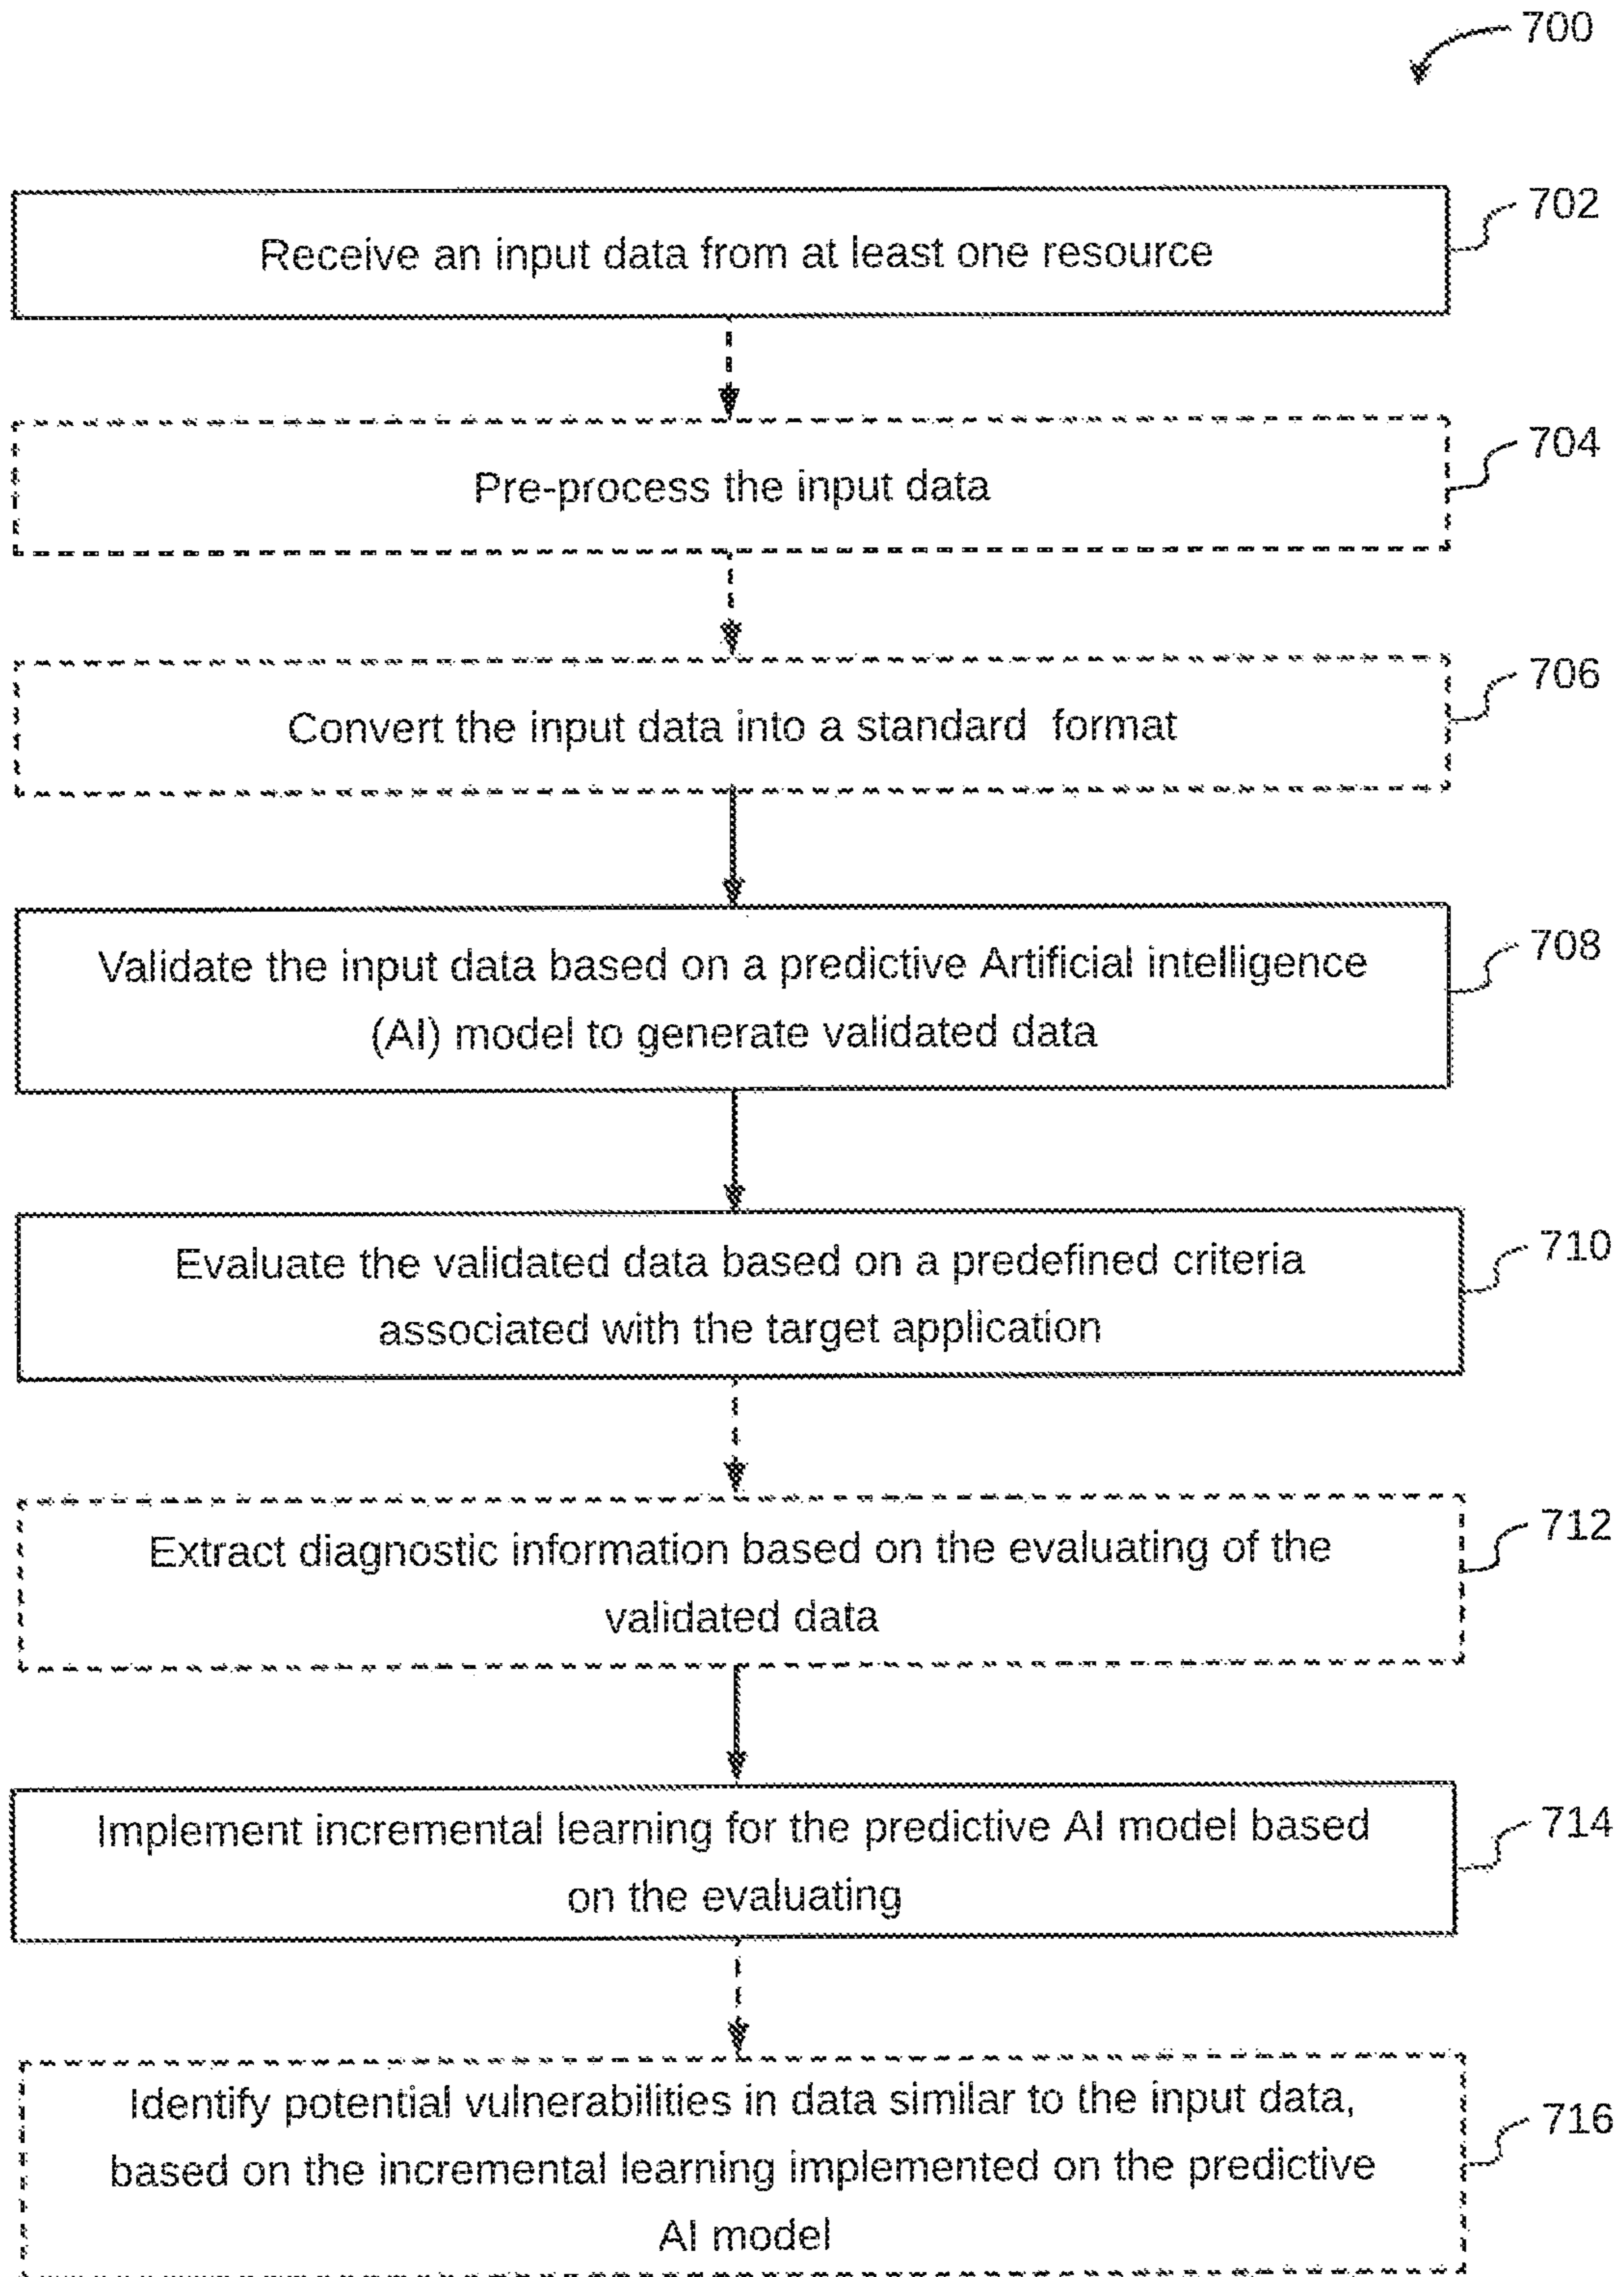 700
Receive an input data from at least one resource
702
Pre-process the input data
704
Convert the input data into a standard format
706
Validate the input data based on a predictive Artificial intelligence
(AI) model to generate validated data
708
Evaluate the validated data based on a predefined criteria
associated with the target application
710
Extract diagnostic information based on the evaluating of the
validated data
712
Implement incremental learning for the predictive AI model based
on the evaluating
714
Identify potential vulnerabilities in data similar to the input data,
based on the incremental learning implemented on the predictive
AI model
716